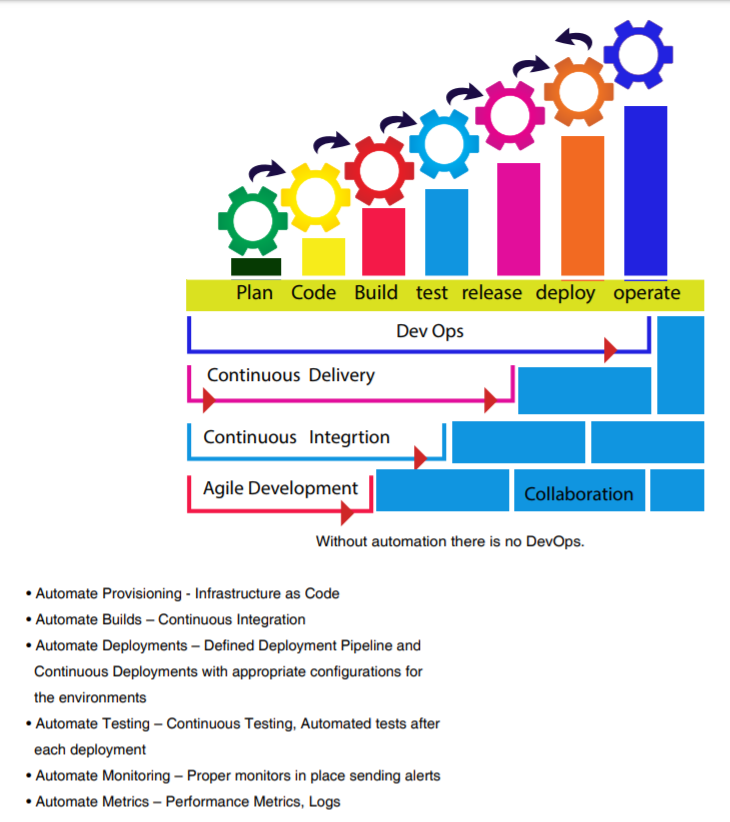 Plan Code Build test release deploy operate
Dev Ops
Continuous Delivery
Continuous Integrtion
Agile Development
Collaboration
Without automation there is no DevOps.
• Automate Provisioning - Infrastructure as Code
• Automate Builds – Continuous Integration
• Automate Deployments – Defined Deployment Pipeline and
Continuous Deployments with appropriate configurations for
the environments
• Automate Testing – Continuous Testing, Automated tests after
each deployment
• Automate Monitoring – Proper monitors in place sending alerts
• Automate Metrics – Performance Metrics, Logs